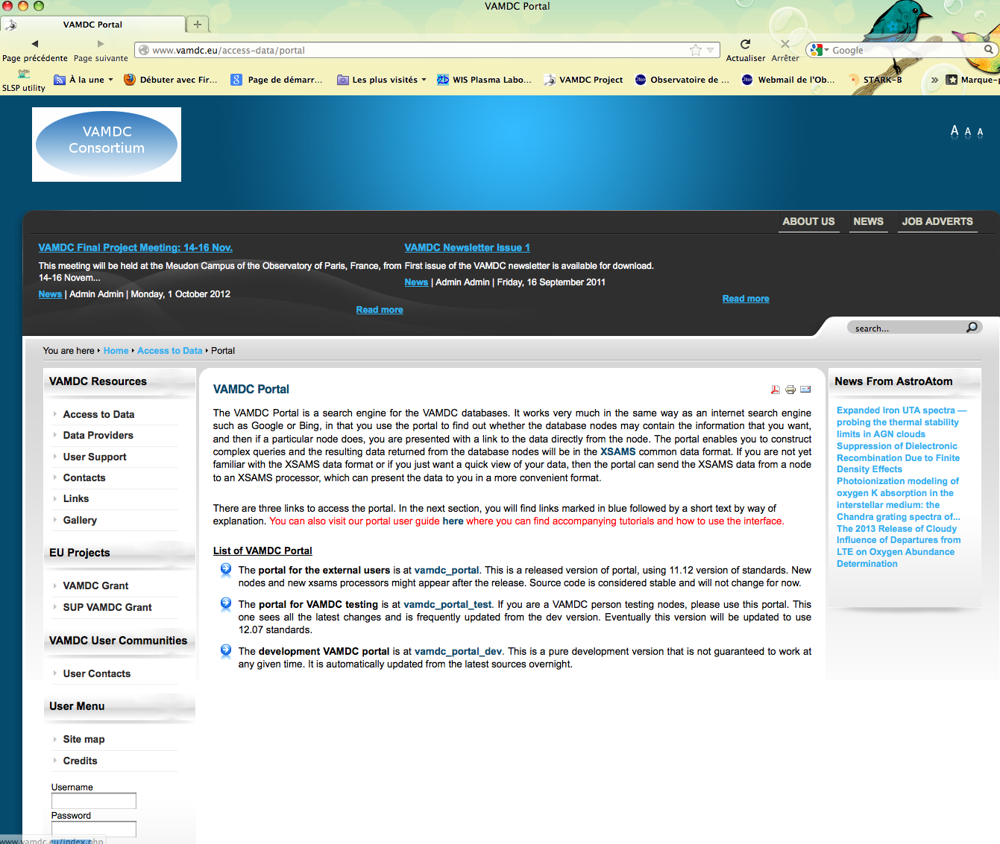 VAMDC Portal
VAMDC Portal
+
Page précédente
Page suivante
www.vamdc.eu/access-data/portal
Actualiser
Arrêter
Google
SLSP utility
À la une
Débuter avec Fir...
Page de démarr...
Les plus visités
WIS Plasma Labo...
VAMDC Project
Observatoire de ...
Webmail de l'Ob...
STARK-B
»
Marque-p
VAMDC
Consortium
A A A
ABOUT US
NEWS
JOB ADVERTS
VAMDC Final Project Meeting: 14-16 Nov.
This meeting will be held at the Meudon Campus of the Observatory of Paris, France, from
14-16 Novem...
News | Admin Admin | Monday, 1 October 2012
Read more
VAMDC Newsletter Issue 1
First issue of the VAMDC newsletter is available for download.
News | Admin Admin | Friday, 16 September 2011
Read more
search...
You are here Home Access to Data Portal
VAMDC Resources
Access to Data
Data Providers
User Support
Contacts
Links
Gallery
EU Projects
VAMDC Grant
SUP VAMDC Grant
VAMDC User Communities
User Contacts
User Menu
Site map
Credits
Username
Password
www.vamdc.eu/index.php
VAMDC Portal
The VAMDC Portal is a search engine for the VAMDC databases. It works very much in the same way as an internet search engine
such as Google or Bing, in that you use the portal to find out whether the database nodes may contain the information that you want,
and then if a particular node does, you are presented with a link to the data directly from the node. The portal enables you to construct
complex queries and the resulting data returned from the database nodes will be in the XSAMS common data format. If you are not yet
familiar with the XSAMS data format or if you just want a quick view of your data, then the portal can send the XSAMS data from a node
to an XSAMS processor, which can present the data to you in a more convenient format.
There are three links to access the portal. In the next section, you will find links marked in blue followed by a short text by way of
explanation. You can also visit our portal user guide here where you can find accompanying tutorials and how to use the interface.
List of VAMDC Portal
The portal for the external users is at vamdc_portal. This is a released version of portal, using 11.12 version of standards. New
nodes and new xsams processors might appear after the release. Source code is considered stable and will not change for now.
The portal for VAMDC testing is at vamdc_portal_test. If you are a VAMDC person testing nodes, please use this portal. This
one sees all the latest changes and is frequently updated from the dev version. Eventually this version will be updated to use
12.07 standards.
The development VAMDC portal is at vamdc_portal_dev. This is a pure development version that is not guaranteed to work at
any given time. It is automatically updated from the latest sources overnight.
News From AstroAtom
Expanded Iron UTA spectra —
probing the thermal stability
limits in AGN clouds
Suppression of Dielectronic
Recombination Due to Finite
Density Effects
Photoionization modeling of
oxygen K absorption in the
interstellar medium: the
Chandra grating spectra of...
The 2013 Release of Cloudy
Influence of Departures from
LTE on Oxygen Abundance
Determination